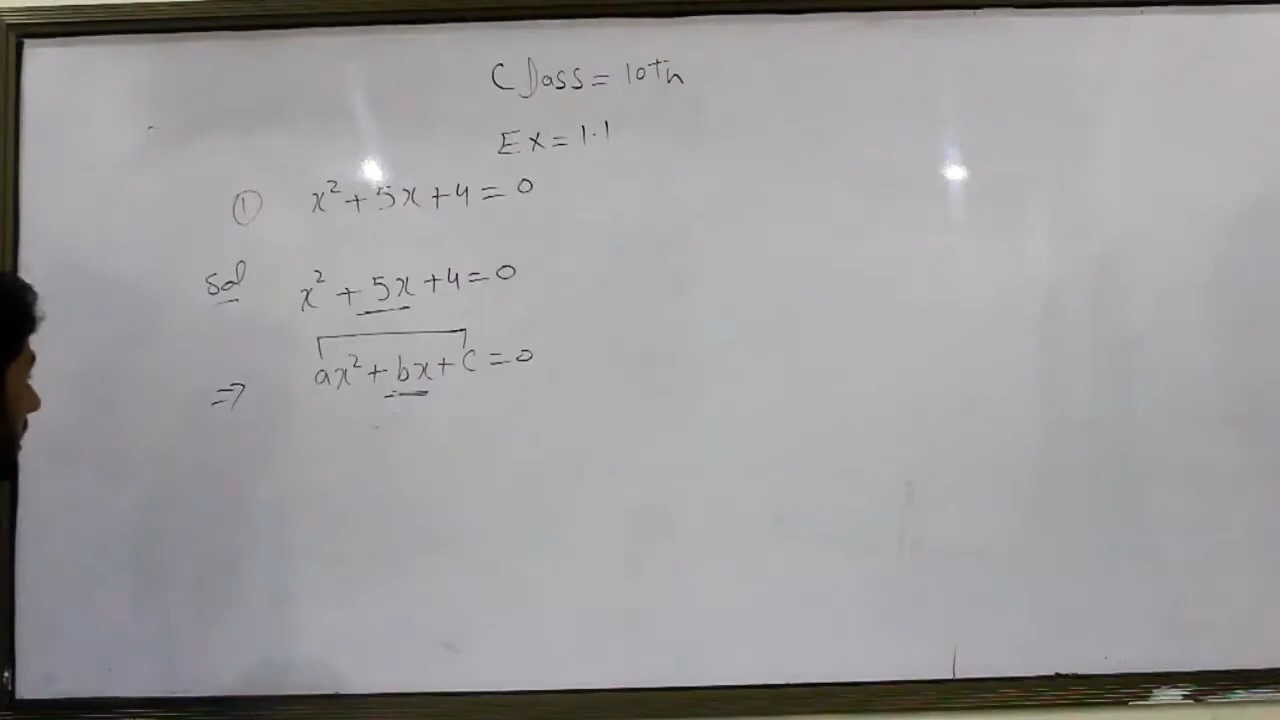 Class = 10th
Ex = 1.1
① x² + 5x + 4 = 0
Sol x² + 5x + 4 = 0
⇒ ax² + bx + c = 0